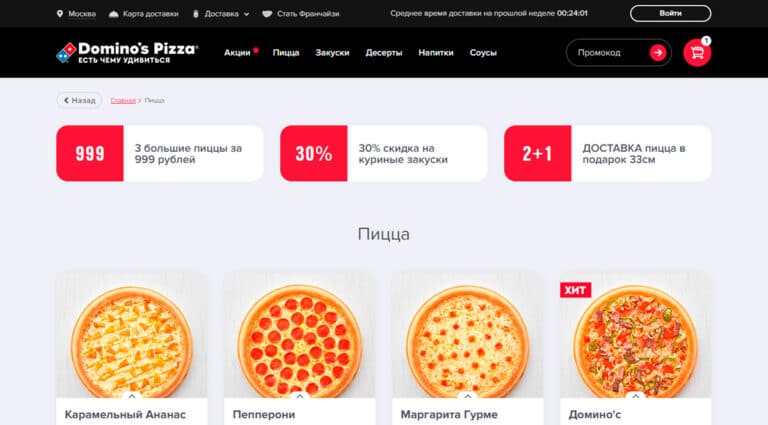 Москва Карта доставки Доставка Стать Франчайзи Среднее время доставки на прошлой неделе 00:24:01 Войти
Domino's Pizza®
ЕСТЬ ЧЕМУ УДИВИТЬСЯ
Акции Пицца Закуски Десерты Напитки Соусы Промокод 1
Назад Главная Пицца
999
3 большие пиццы за
999 рублей
30%
30% скидка на
куриные закуски
2+1
ДОСТАВКА пицца в
подарок 33см
Пицца
ХИТ
Карамельный Ананас Пепперони Маргарита Гурме Домино'с